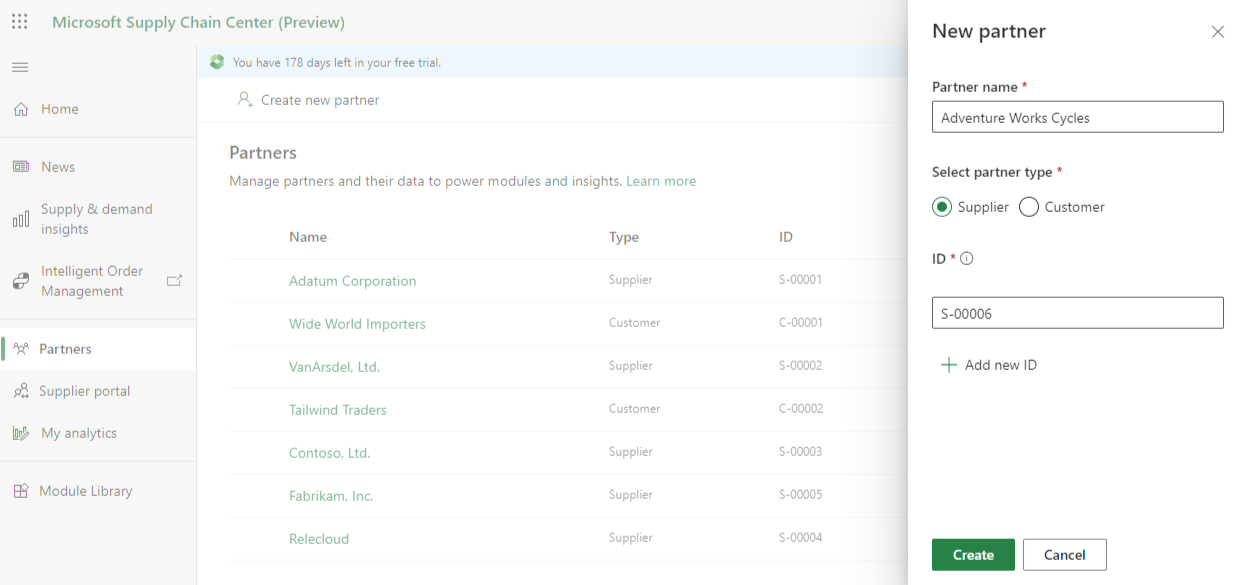 Microsoft Supply Chain Center (Preview)
You have 178 days left in your free trial.
Home
News
Supply & demand
insights
Intelligent Order
Management
Partners
Supplier portal
My analytics
Module Library
Create new partner
Partners
Manage partners and their data to power modules and insights. Learn more
Name Type ID
Adatum Corporation Supplier S-00001
Wide World Importers Customer C-00001
VanArsdel, Ltd. Supplier S-00002
Tailwind Traders Customer C-00002
Contoso, Ltd. Supplier S-00003
Fabrikam, Inc. Supplier S-00005
Relecloud Supplier S-00004
New partner
Partner name *
Adventure Works Cycles
Select partner type *
Supplier Customer
ID *
S-00006
Add new ID
Create Cancel